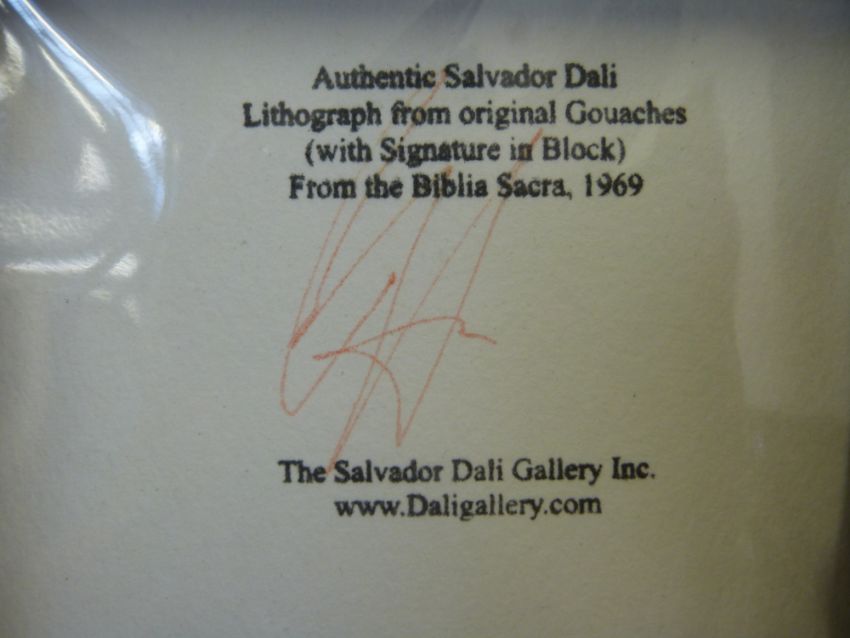 Authentic Salvador Dali
Lithograph from original Gouaches
(with Signature in Block)
From the Biblia Sacra, 1969
The Salvador Dali Gallery Inc.
www.Daligallery.com